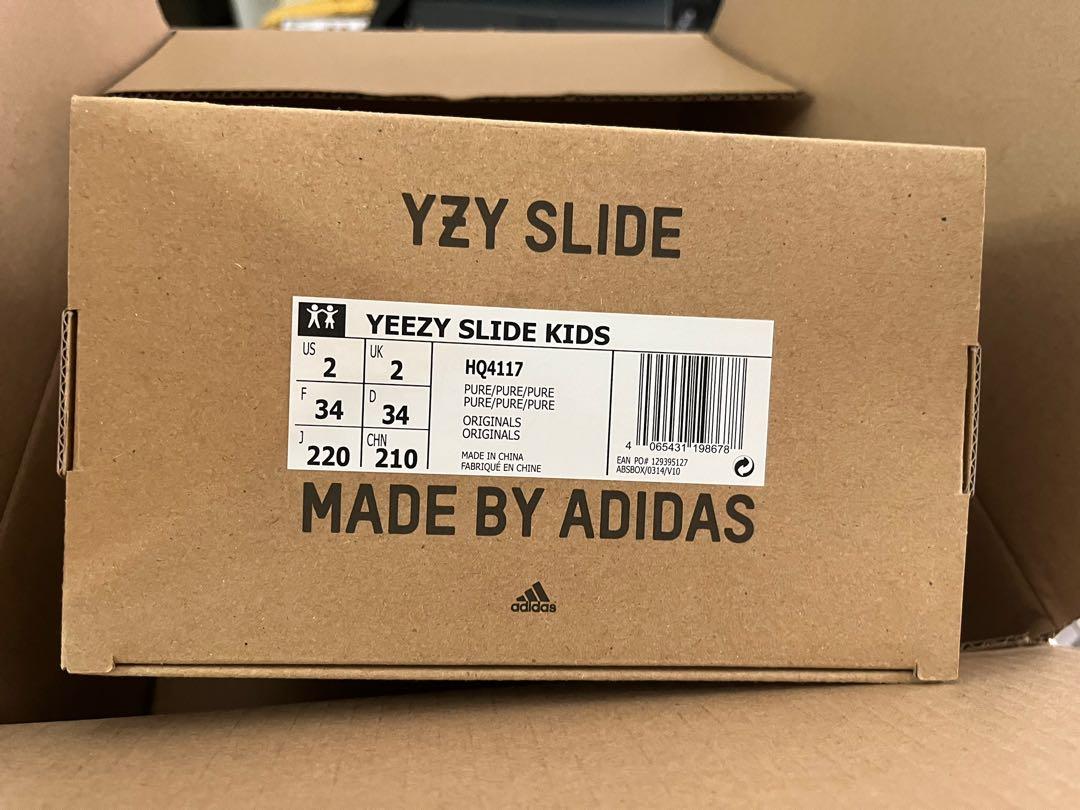 YZY SLIDE
YEEZY SLIDE KIDS
US 2
UK 2
F 34
D 34
J 220
CHN 210
HQ4117
PURE/PURE/PURE
PURE/PURE/PURE
ORIGINALS
ORIGINALS
MADE IN CHINA
FABRIQUÉ EN CHINE
4 065431 198678
EAN PO# 129395127
ABSBOX/0314/V10
MADE BY ADIDAS
adidas